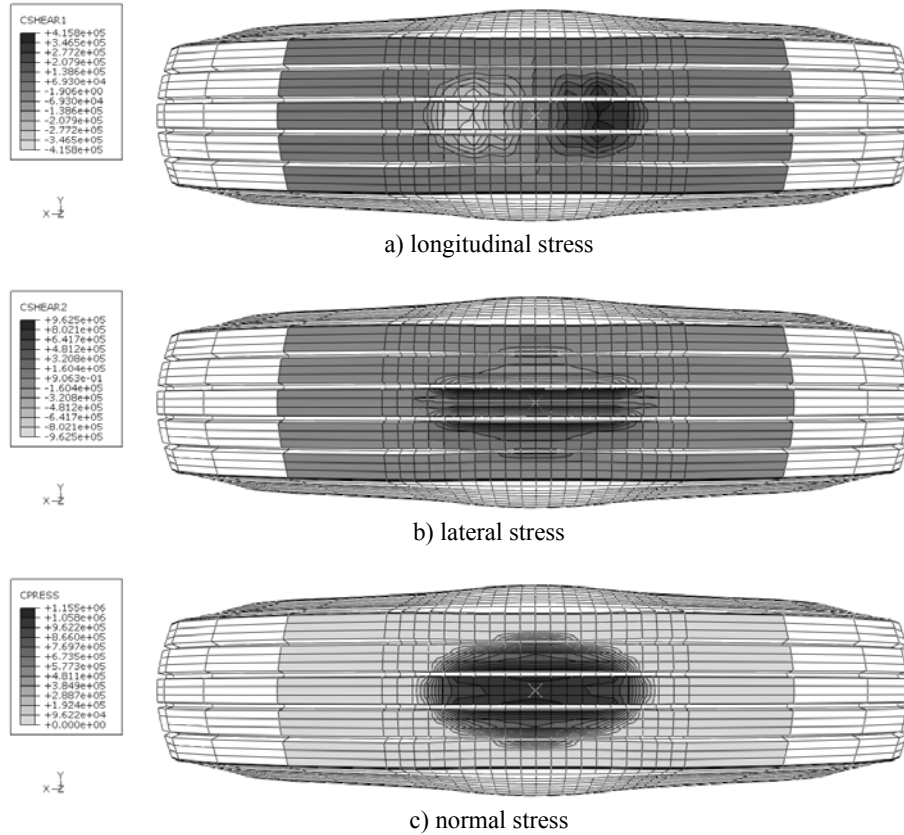 CSHEAR1
+4.158e+05
+3.465e+05
+2.772e+05
+2.079e+05
+1.386e+05
+6.930e+04
-1.906e+00
-6.930e+04
-1.386e+05
-2.079e+05
-2.772e+05
-3.465e+05
-4.158e+05
Y
X Z
a) longitudinal stress
CSHEAR2
+9.625e+05
+8.021e+05
+6.417e+05
+4.812e+05
+3.208e+05
+1.604e+05
+9.063e-01
-1.604e+05
-3.208e+05
-4.812e+05
-6.417e+05
-8.021e+05
-9.625e+05
Y
X Z
b) lateral stress
CPRESS
+1.155e+06
+1.058e+06
+9.622e+05
+8.660e+05
+7.697e+05
+6.735e+05
+5.773e+05
+4.811e+05
+3.849e+05
+2.887e+05
+1.924e+05
+9.622e+04
+0.000e+00
Y
X Z
c) normal stress